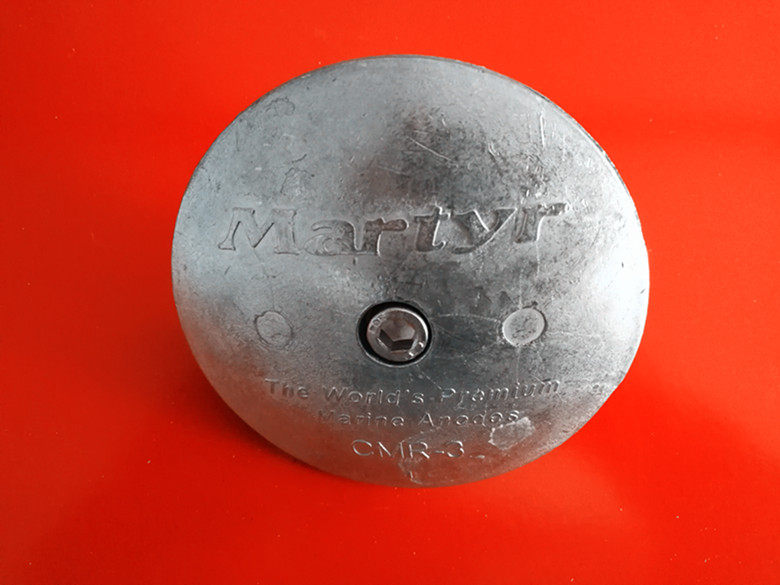 Martyr
The World's Premium
Marine Anodes
CMR-3